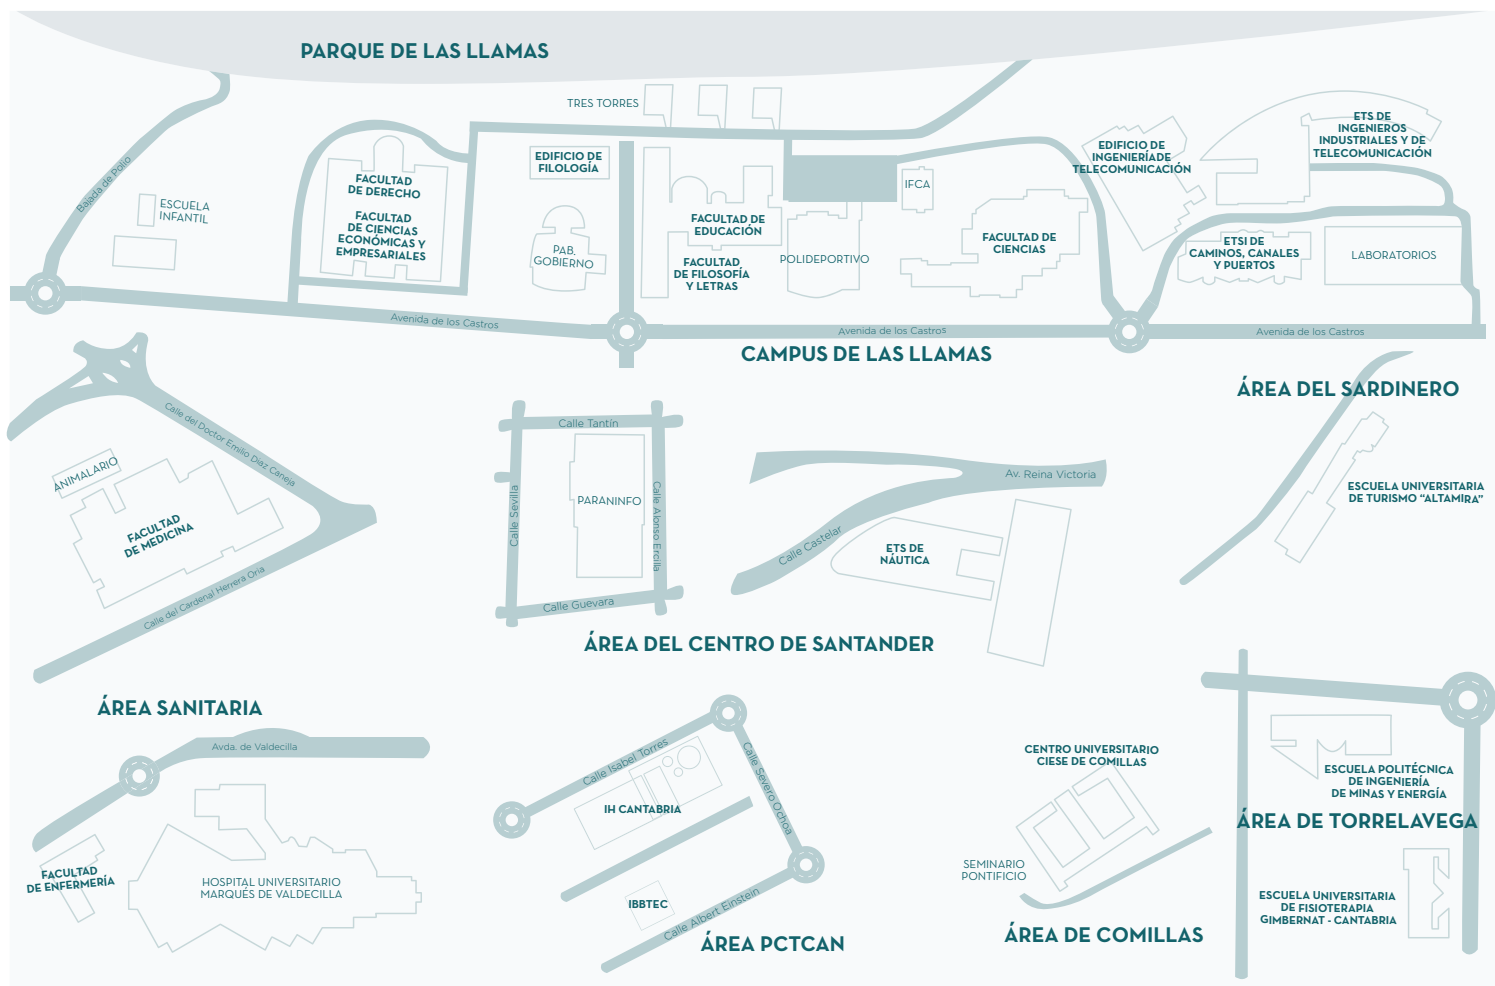 PARQUE DE LAS LLAMAS
TRES TORRES
Bajada de Polio
ESCUELA
INFANTIL
FACULTAD
DE DERECHO
FACULTAD
DE CIENCIAS
ECONÓMICAS Y
EMPRESARIALES
EDIFICIO DE
FILOLOGÍA
PAB.
GOBIERNO
FACULTAD DE
EDUCACIÓN
FACULTAD
DE FILOSOFÍA
Y LETRAS
POLIDEPORTIVO
IFCA
FACULTAD DE
CIENCIAS
EDIFICIO DE
INGENIERÍADE
TELECOMUNICACIÓN
ETS DE
INGENIEROS
INDUSTRIALES Y DE
TELECOMUNICACIÓN
ETSI DE
CAMINOS, CANALES
Y PUERTOS
LABORATORIOS
Avenida de los Castros
Avenida de los Castros
Avenida de los Castros
CAMPUS DE LAS LLAMAS
Calle del Doctor Emilio Diaz Caneja
ANIMALARIO
FACULTAD
DE MEDICINA
Calle del Cardenal Herrera Oria
ÁREA SANITARIA
Avda. de Valdecilla
FACULTAD
DE ENFERMERÍA
HOSPITAL UNIVERSITARIO
MARQUÉS DE VALDECILLA
Calle Tantín
Calle Sevilla
PARANINFO
Calle Alonso Ercilla
Calle Guevara
Av. Reina Victoria
Calle Castelar
ETS DE
NÁUTICA
ÁREA DEL CENTRO DE SANTANDER
ÁREA DEL SARDINERO
ESCUELA UNIVERSITARIA
DE TURISMO “ALTAMIRA”
Calle Isabel Torres
IH CANTABRIA
Calle Severo Ochoa
IBBTEC
Calle Albert Einstein
ÁREA PCTCAN
CENTRO UNIVERSITARIO
CIESE DE COMILLAS
SEMINARIO
PONTIFICIO
ÁREA DE COMILLAS
ESCUELA POLITÉCNICA
DE INGENIERÍA
DE MINAS Y ENERGÍA
ÁREA DE TORRELAVEGA
ESCUELA UNIVERSITARIA
DE FISIOTERAPIA
GIMBERNAT - CANTABRIA